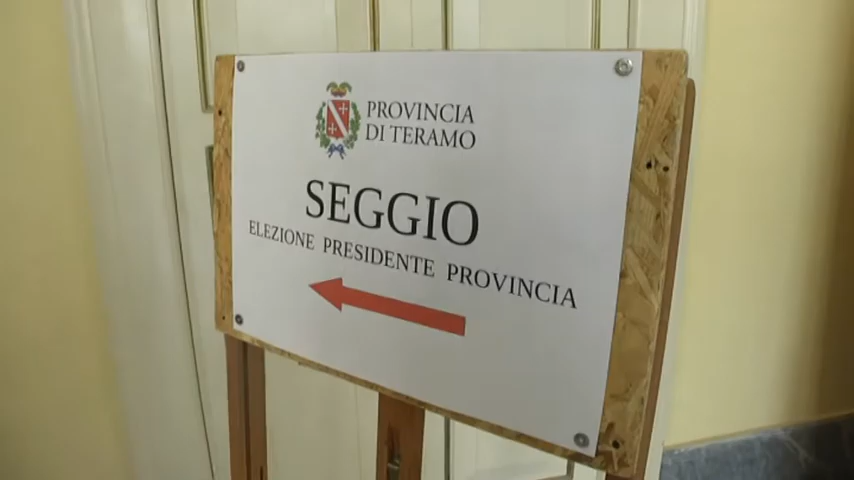 PROVINCIA
DI TERAMO
SEGGIO
ELEZIONE PRESIDENTE PROVINCIA